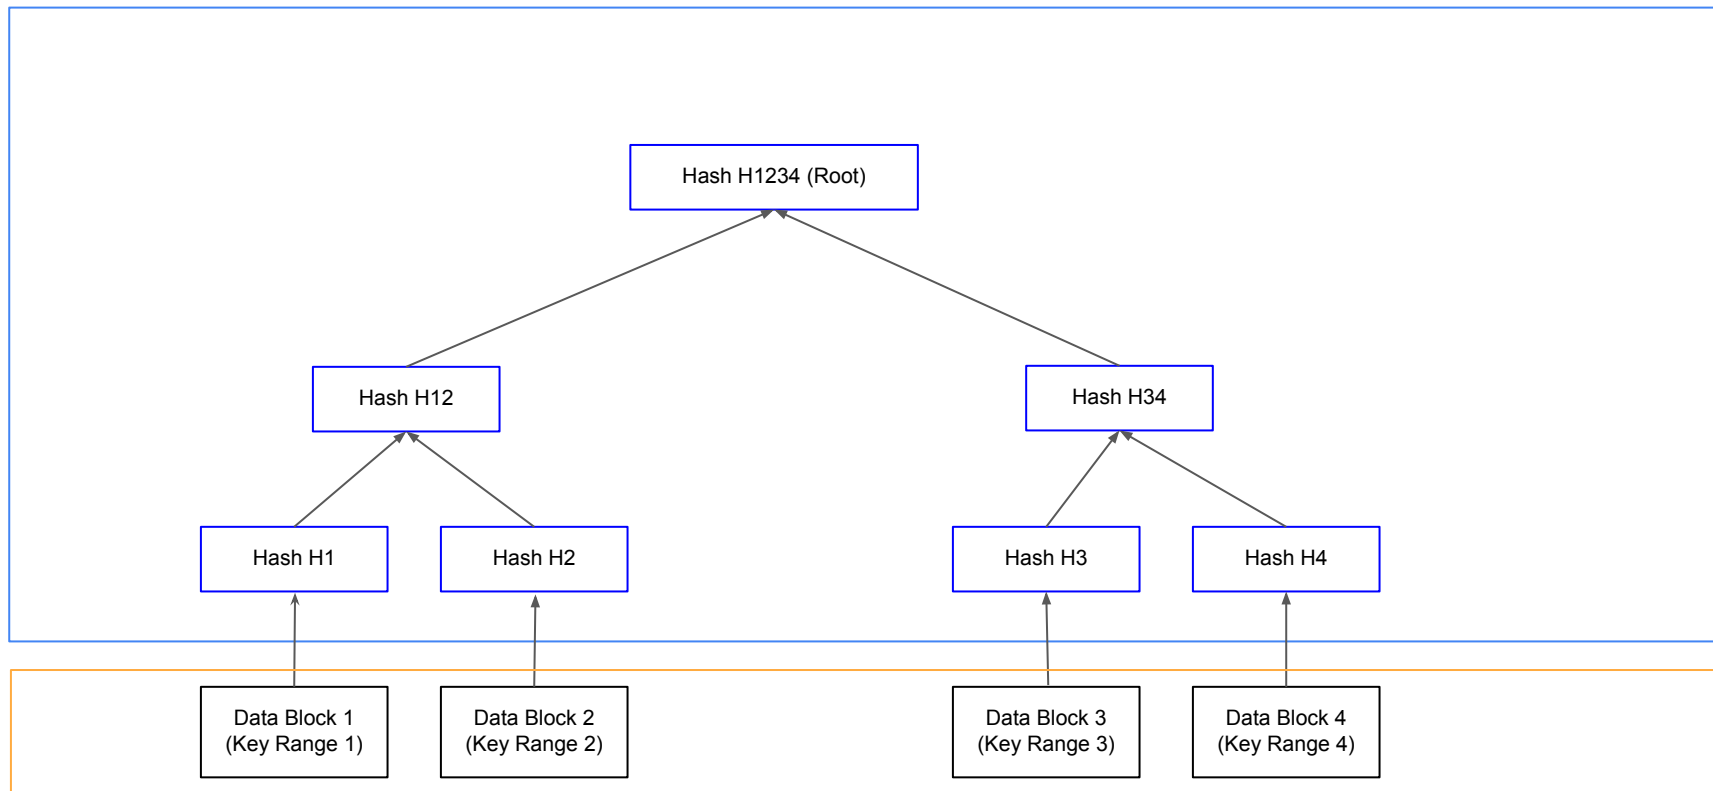 Hash H1234 (Root)
Hash H12
Hash H34
Hash H1
Hash H2
Hash H3
Hash H4
Data Block 1
(Key Range 1)
Data Block 2
(Key Range 2)
Data Block 3
(Key Range 3)
Data Block 4
(Key Range 4)